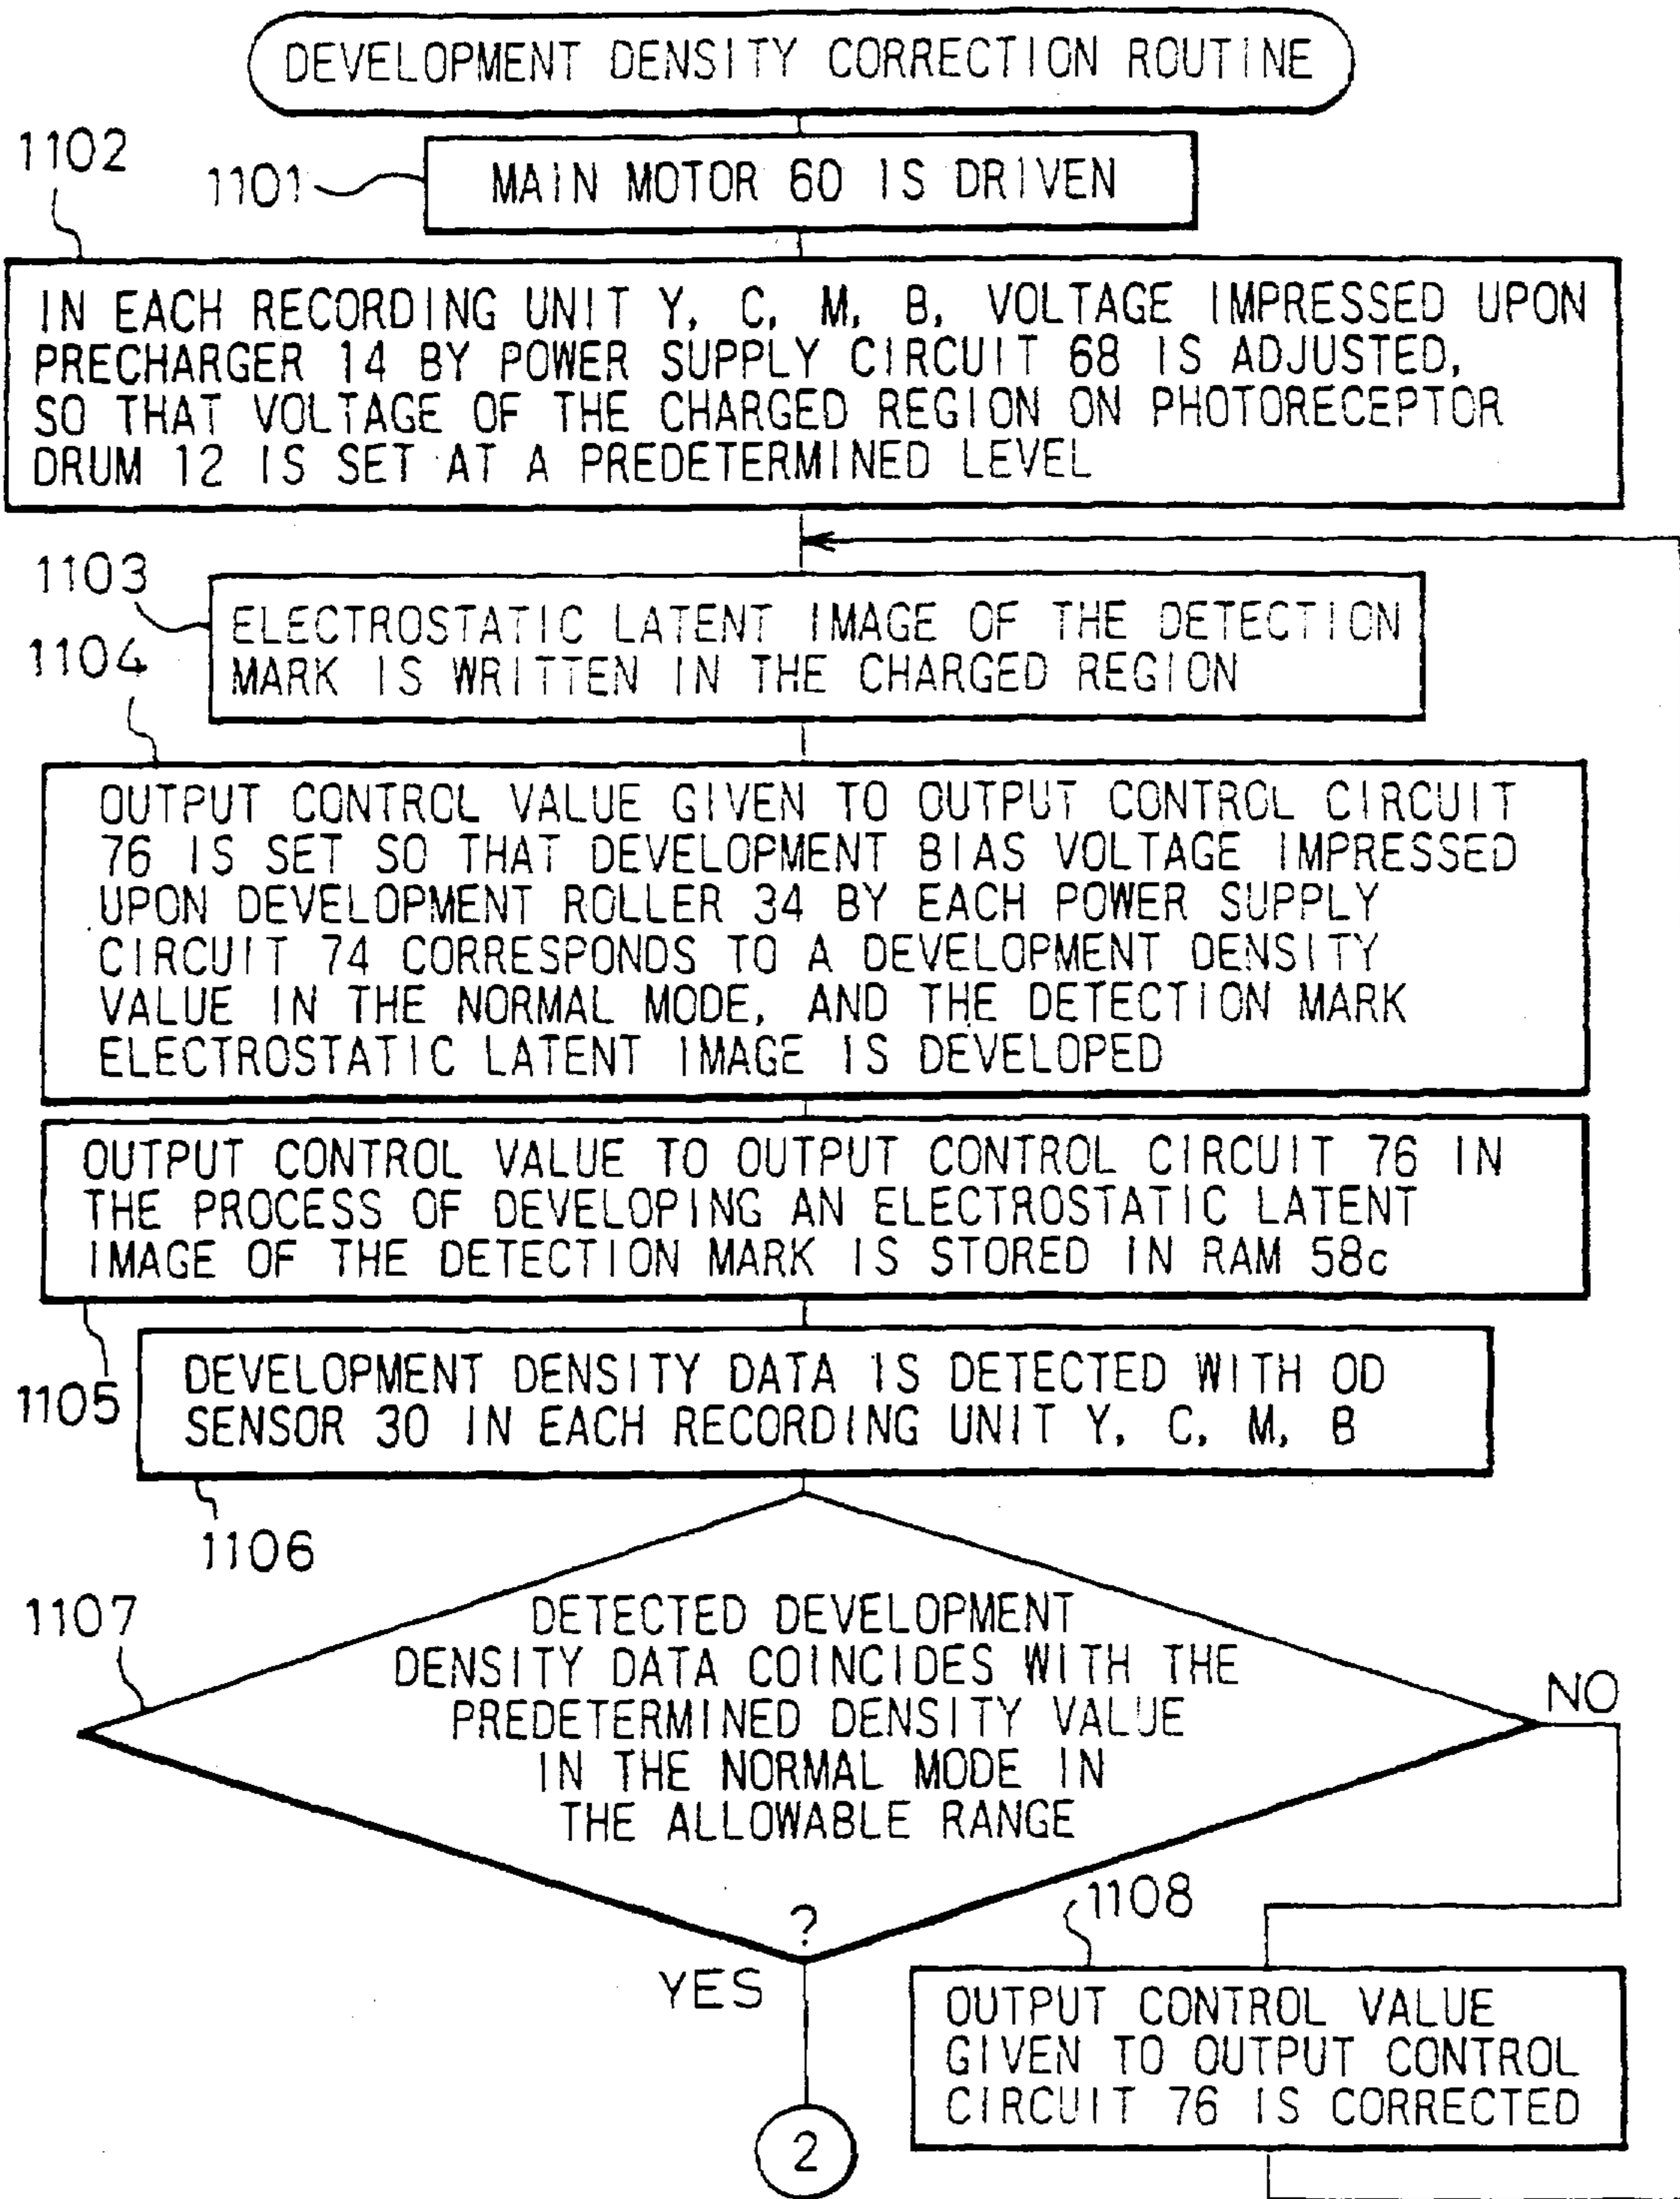 DEVELOPMENT DENSITY CORRECTION ROUTINE
1102
1101
MAIN MOTOR 60 IS DRIVEN
IN EACH RECORDING UNIT Y, C, M, B, VOLTAGE IMPRESSED UPON
PRECHARGER 14 BY POWER SUPPLY CIRCUIT 68 IS ADJUSTED,
SO THAT VOLTAGE OF THE CHARGED REGION ON PHOTORECEPTOR
DRUM 12 IS SET AT A PREDETERMINED LEVEL
1103
ELECTROSTATIC LATENT IMAGE OF THE DETECTION
MARK IS WRITTEN IN THE CHARGED REGION
1104
OUTPUT CONTROL VALUE GIVEN TO OUTPUT CONTROL CIRCUIT
76 IS SET SO THAT DEVELOPMENT BIAS VOLTAGE IMPRESSED
UPON DEVELOPMENT ROLLER 34 BY EACH POWER SUPPLY
CIRCUIT 74 CORRESPONDS TO A DEVELOPMENT DENSITY
VALUE IN THE NORMAL MODE, AND THE DETECTION MARK
ELECTROSTATIC LATENT IMAGE IS DEVELOPED
OUTPUT CONTROL VALUE TO OUTPUT CONTROL CIRCUIT 76 IN
THE PROCESS OF DEVELOPING AN ELECTROSTATIC LATENT
IMAGE OF THE DETECTION MARK IS STORED IN RAM 58c
1105
DEVELOPMENT DENSITY DATA IS DETECTED WITH OD
SENSOR 30 IN EACH RECORDING UNIT Y, C, M, B
1106
1107
DETECTED DEVELOPMENT
DENSITY DATA COINCIDES WITH THE
PREDETERMINED DENSITY VALUE
IN THE NORMAL MODE IN
THE ALLOWABLE RANGE
?
NO
YES
1108
OUTPUT CONTROL VALUE
GIVEN TO OUTPUT CONTROL
CIRCUIT 76 IS CORRECTED
2